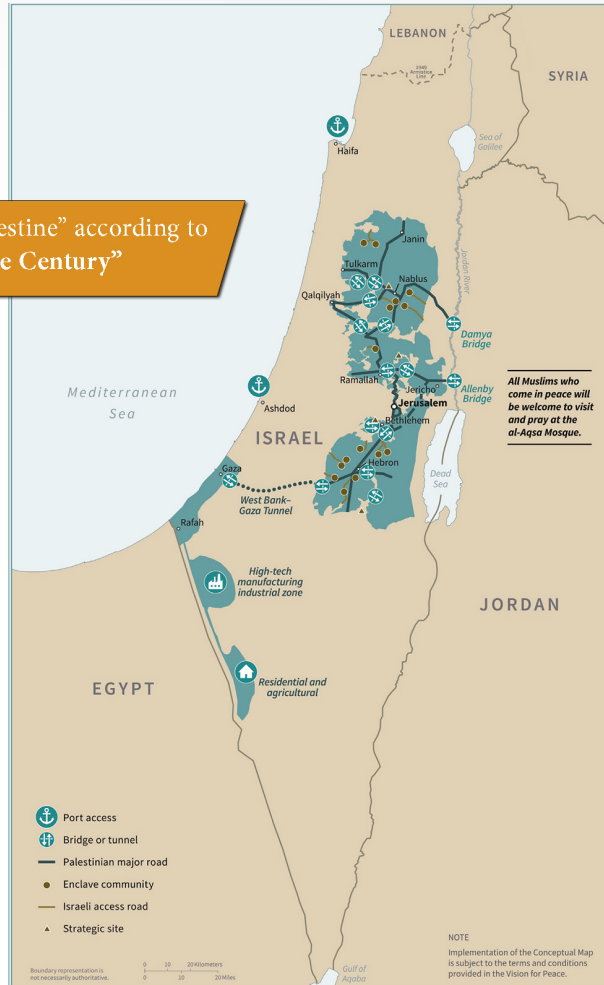 LEBANON
1949
Armistice
Line
SYRIA
Sea of
Galilee
Haifa
estine” according to
e Century”
Janin
Tulkarm
Nablus
Jordan River
Qalqilyah
Damya
Bridge
Ramallah
Jericho
Allenby
Bridge
All Muslims who
come in peace will
be welcome to visit
and pray at the
al-Aqsa Mosque.
Mediterranean
Sea
Ashdod
Jerusalem
Bethlehem
ISRAEL
Hebron
Gaza
Dead
Sea
West Bank–
Gaza Tunnel
Rafah
High-tech
manufacturing
industrial zone
JORDAN
EGYPT
Residential and
agricultural
Port access
Bridge or tunnel
Palestinian major road
Enclave community
Israeli access road
Strategic site
NOTE
Implementation of the Conceptual Map
is subject to the terms and conditions
provided in the Vision for Peace.
Boundary representation is
not necessarily authoritative.
0 10 20 Kilometers
0 10 20 Miles
Gulf of
Aqaba